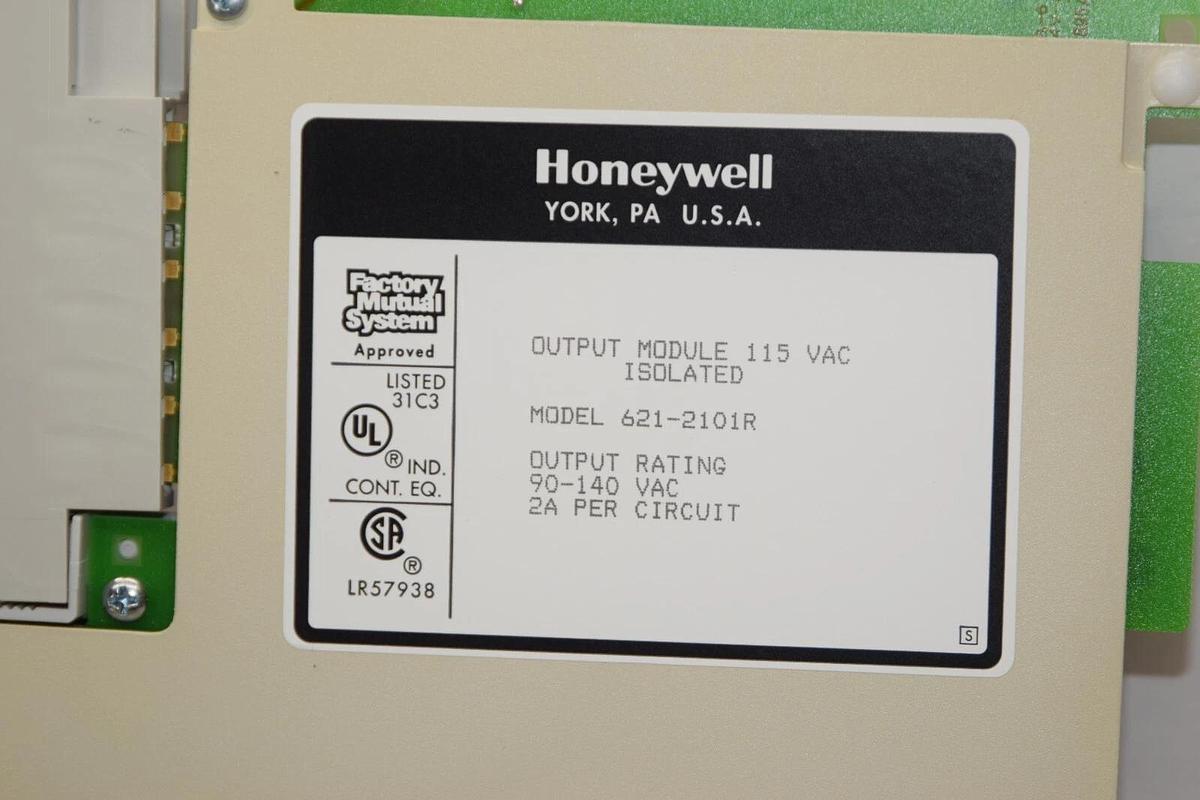 Honeywell
YORK, PA U.S.A.
Factory
Mutual
System
Approved
LISTED
31C3
UL
® IND.
CONT. EQ.
SA
®
LR57938
OUTPUT MODULE 115 VAC
ISOLATED
MODEL 621-2101R
OUTPUT RATING
90-140 VAC
2A PER CIRCUIT
S